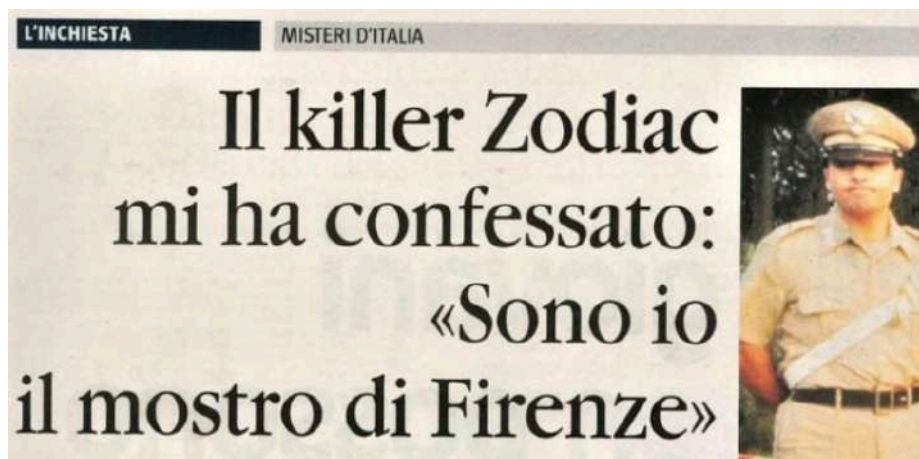 L'INCHIESTA
MISTERI D'ITALIA
Il killer Zodiac
mi ha confessato:
«Sono io
il mostro di Firenze»